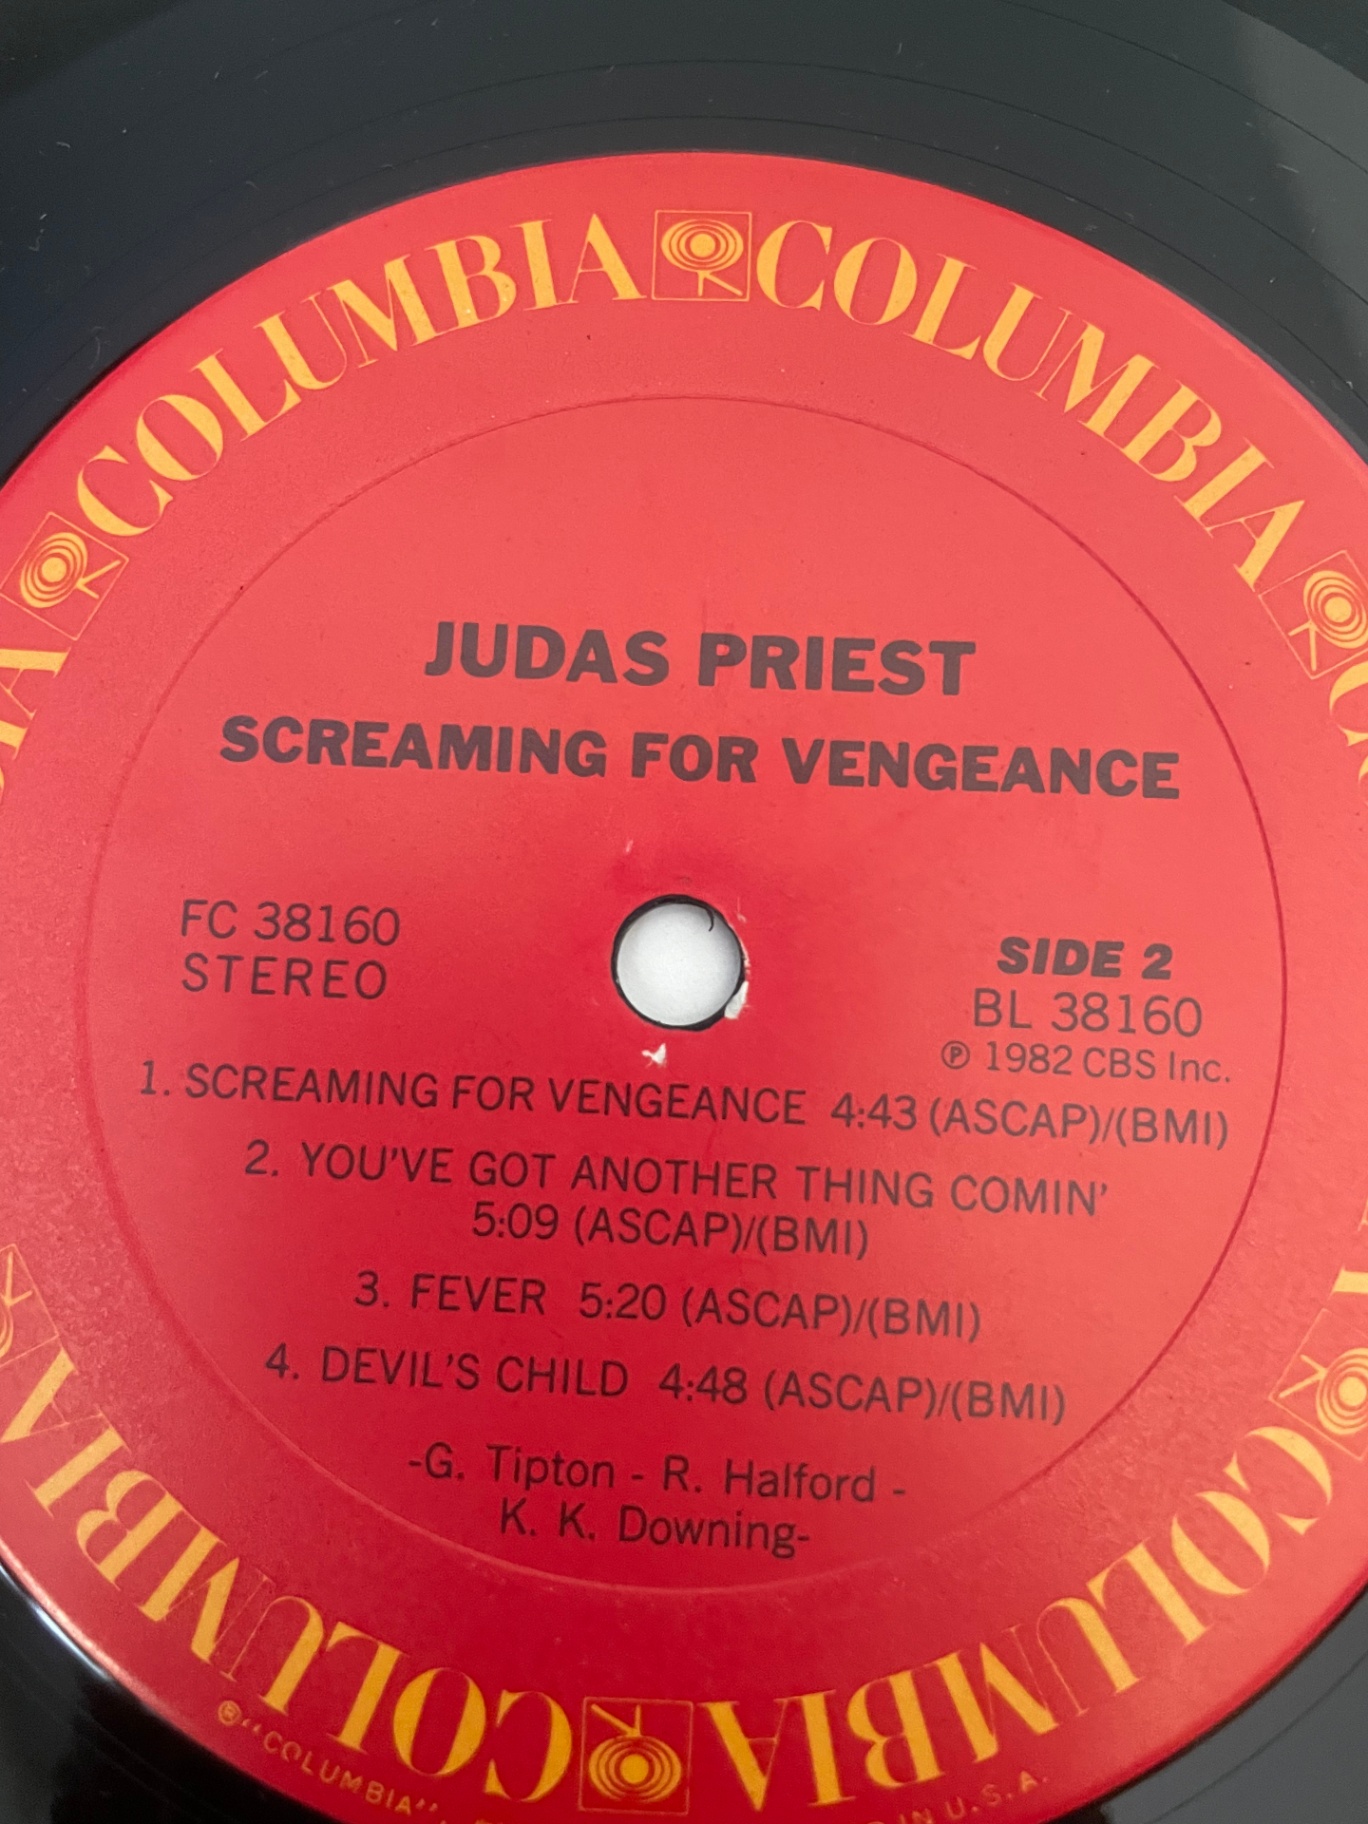 COLUMBIA COLUMBIA
JUDAS PRIEST
SCREAMING FOR VENGEANCE
FC 38160
STEREO
SIDE 2
BL 38160
℗ 1982 CBS Inc.
1. SCREAMING FOR VENGEANCE 4:43 (ASCAP)/(BMI)
2. YOU'VE GOT ANOTHER THING COMIN'
5:09 (ASCAP)/(BMI)
3. FEVER 5:20 (ASCAP)/(BMI)
4. DEVIL'S CHILD 4:48 (ASCAP)/(BMI)
-G. Tipton - R. Halford -
K. K. Downing-
COLUMBIA COLUMBIA
® "COLUMBIA",
IN U.S.A.